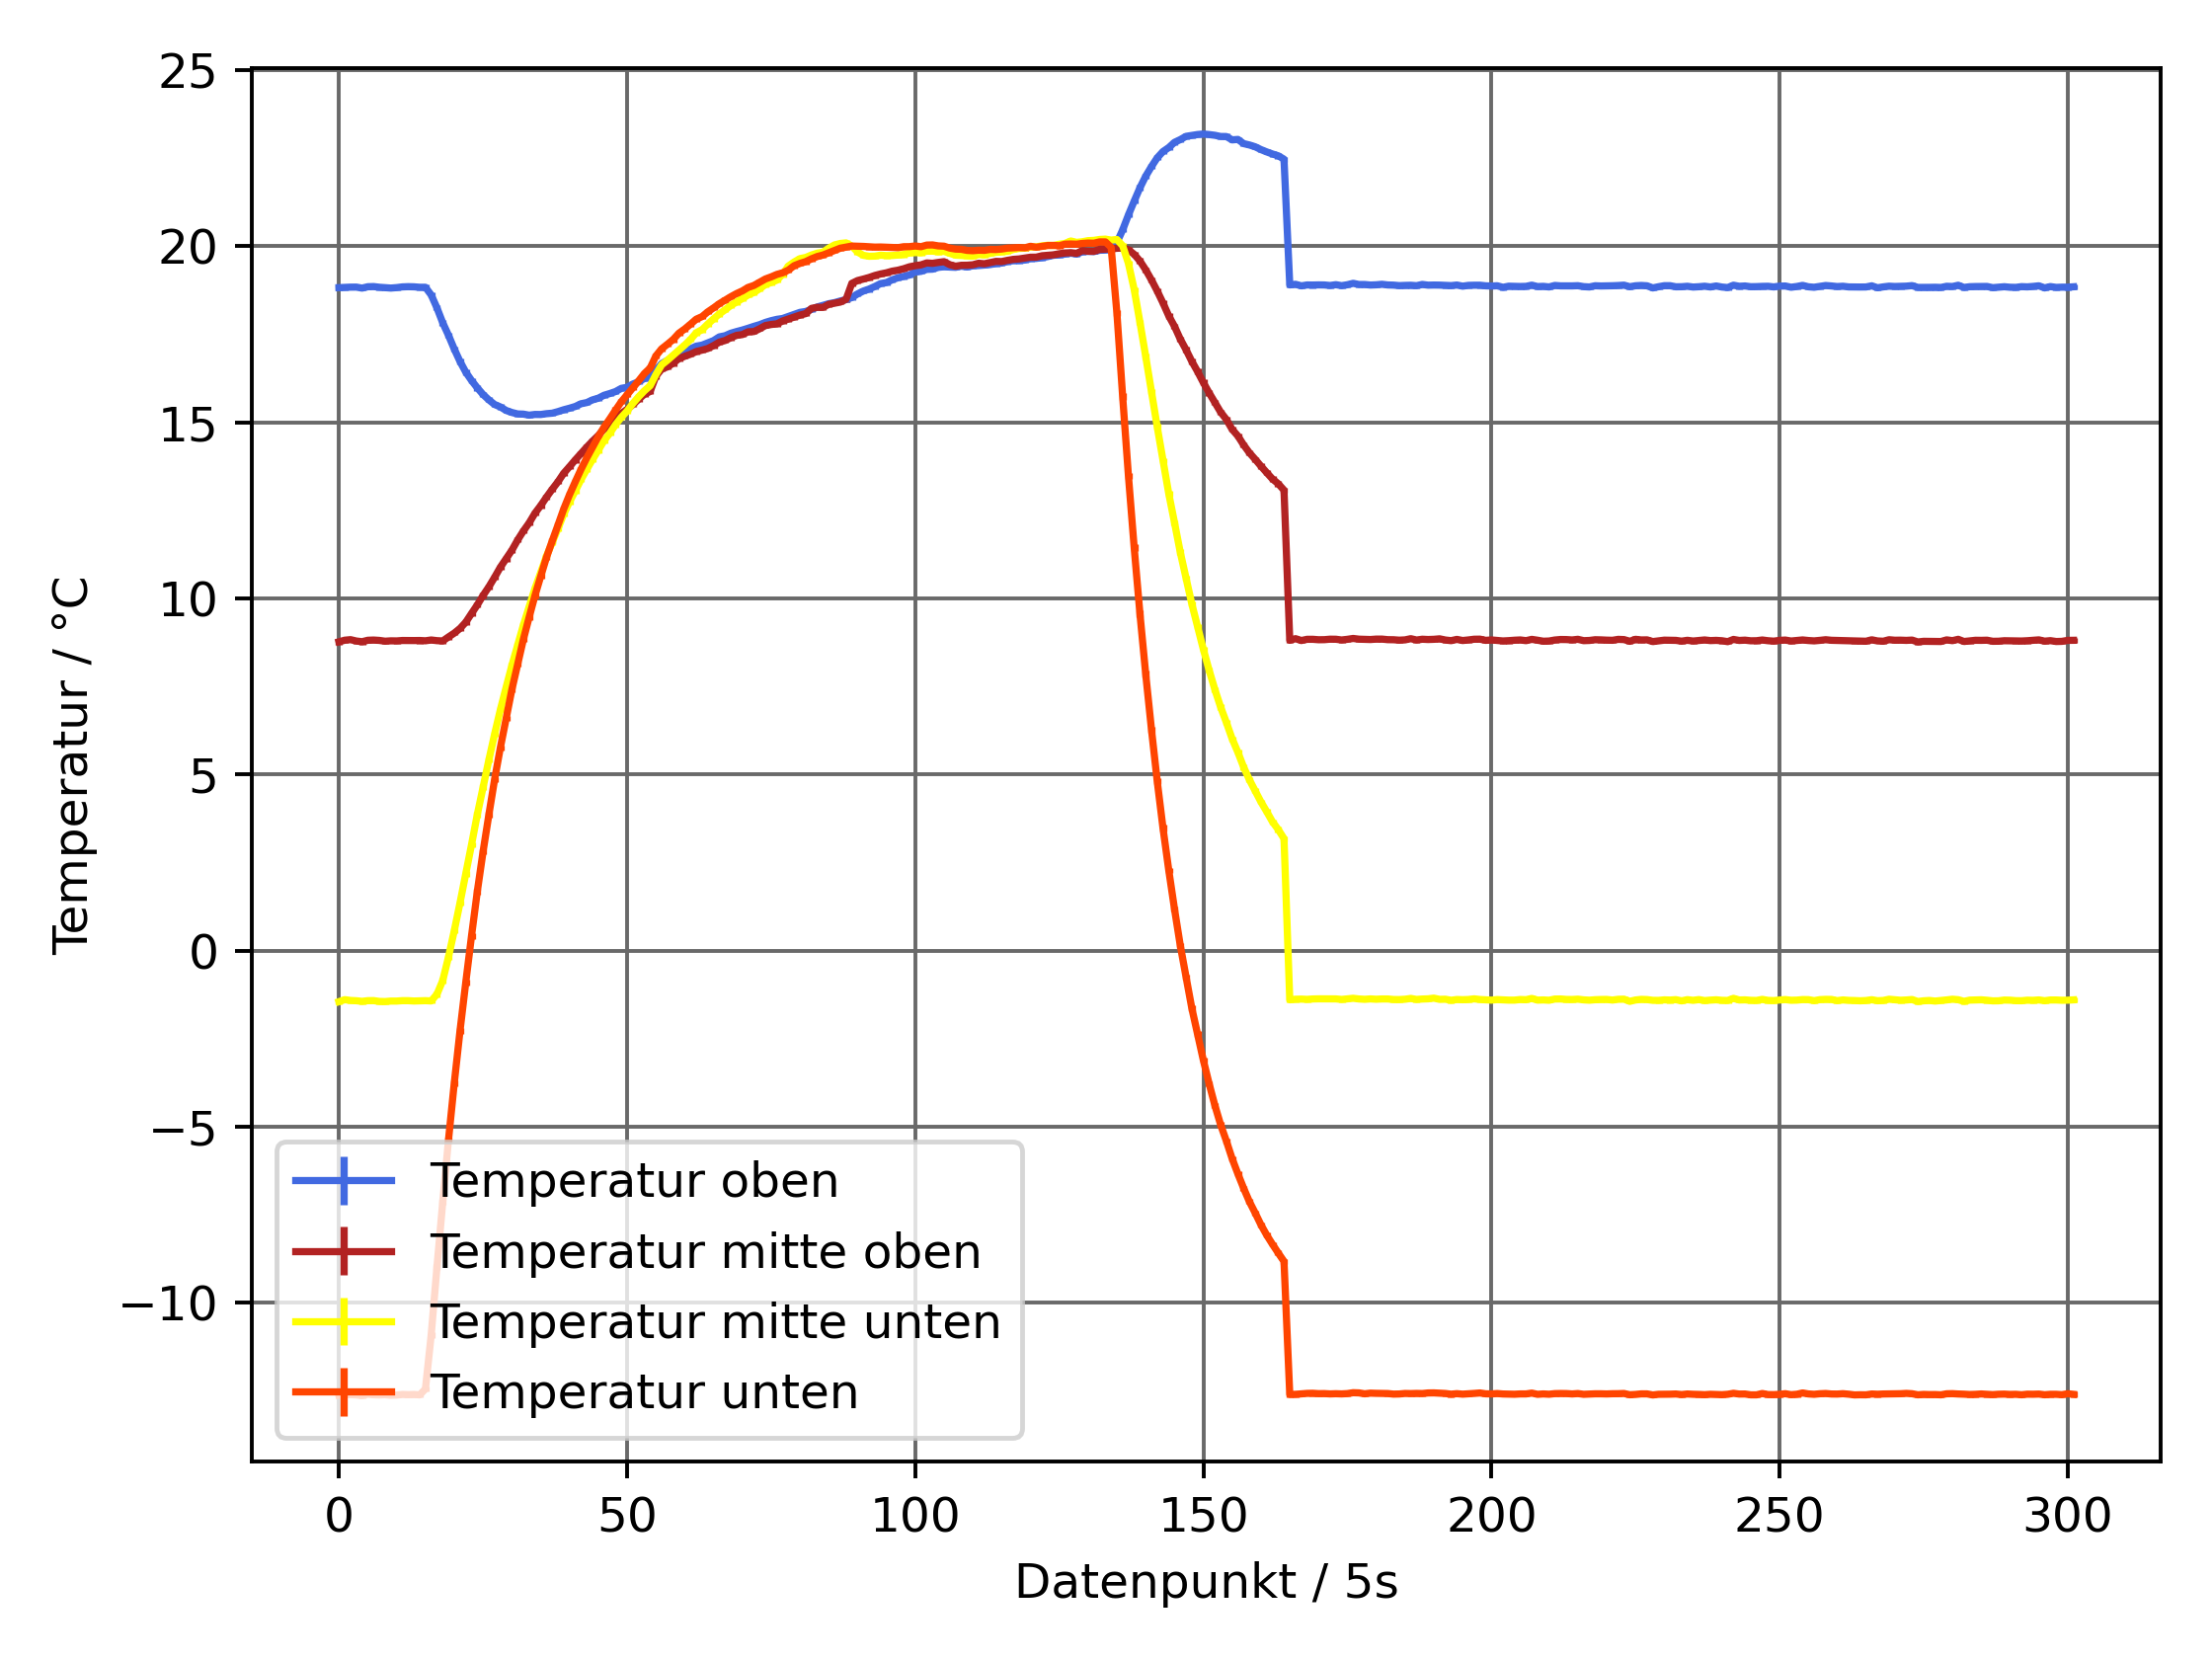 25
20
15
10
5
0
−5
−10
Temperatur / °C
Temperatur oben
Temperatur mitte oben
Temperatur mitte unten
Temperatur unten
0 50 100 150 200 250 300
Datenpunkt / 5s